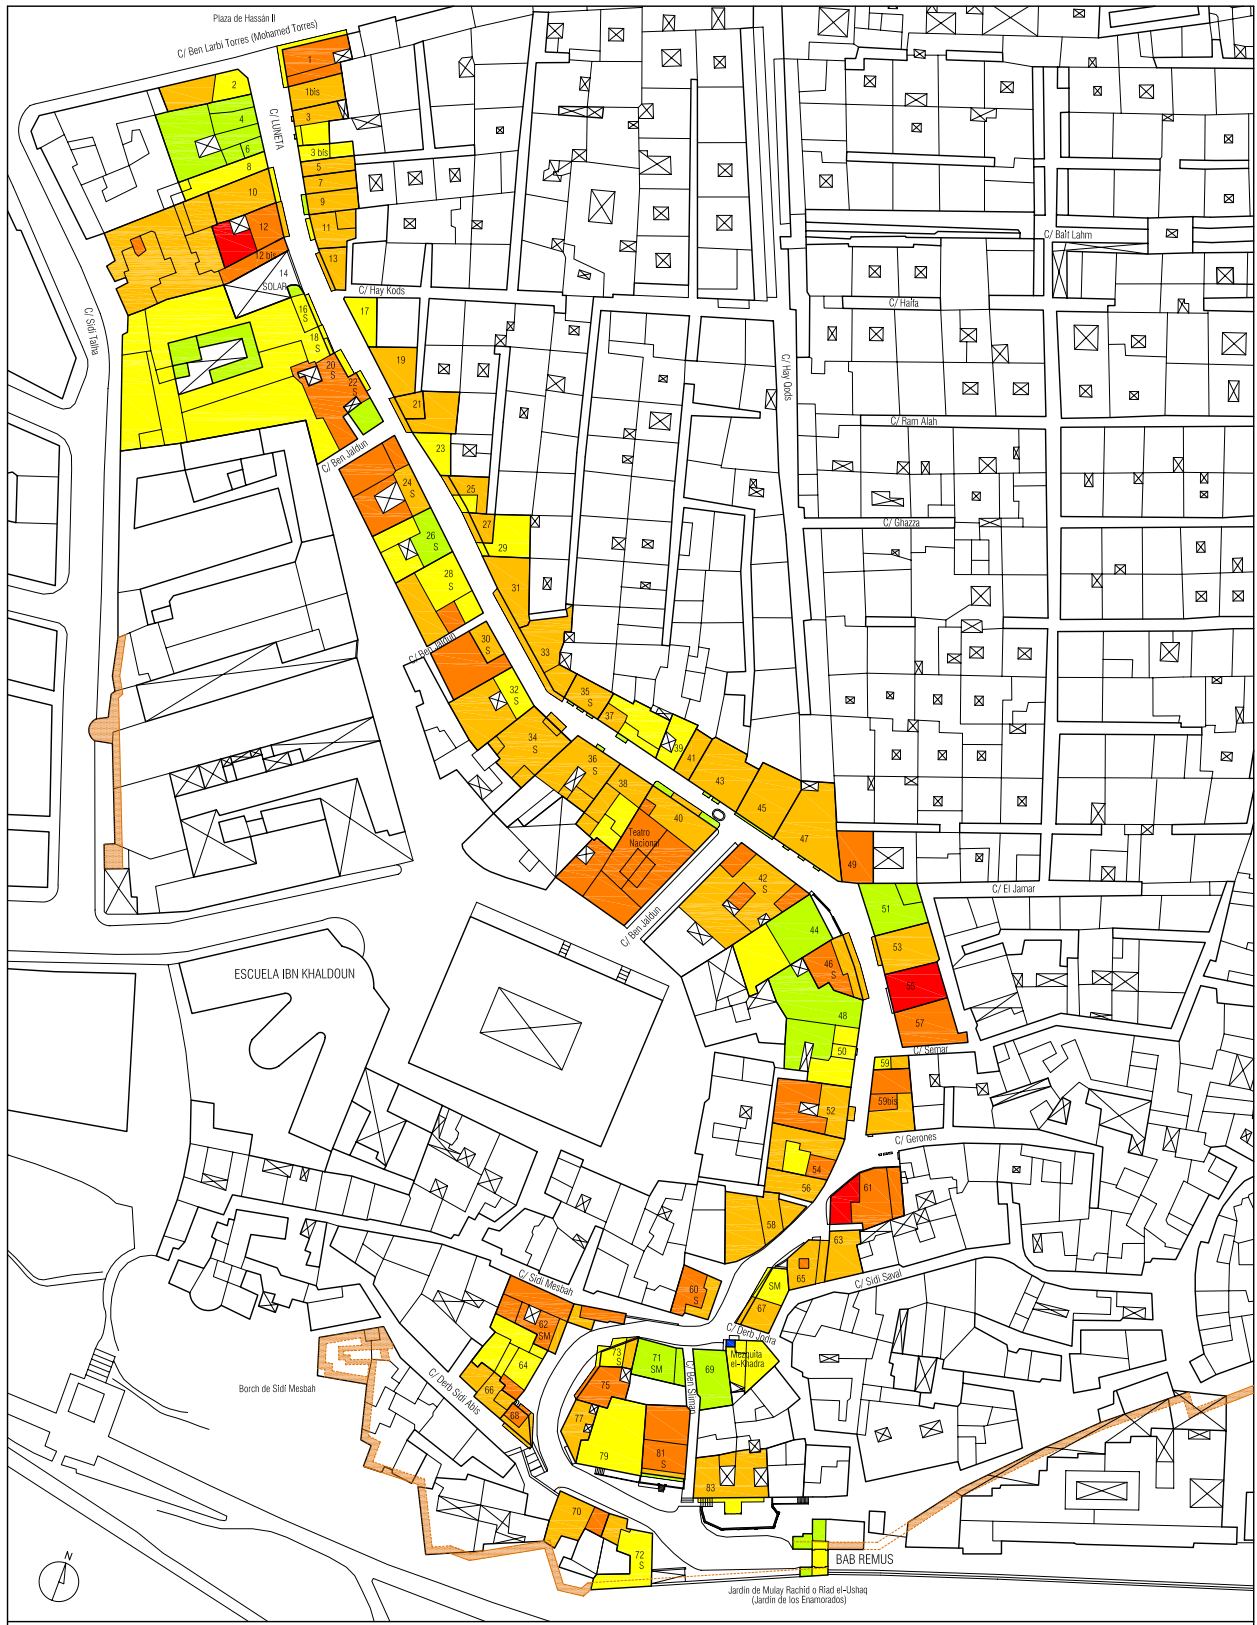 Plaza de Hassán II
C/ Ben Larbi Torres (Mohamed Torres)
C/ LUNETA
1
1bis
2
3
4
3 bis
6
5
8
7
10
9
12
11
12 bis
13
14
SOLAR
C/ Bait Lahm
C/ Hay Kods
C/ Haifa
C/ Sidi Talha
16
S
17
18
S
19
20
S
22
S
C/ Hay Qods
21
C/ Ram Alah
23
C/ Ben Jaldun
24
S
25
26
S
27
29
C/ Ghazza
28
S
31
30
S
C/ Ben Jaldun
33
32
S
35
S
37
34
S
39
36
S
41
38
43
40
45
Teatro
Nacional
47
49
42
S
C/ El Jamar
51
C/ Ben Jaldun
44
53
46
S
55
ESCUELA IBN KHALDOUN
48
57
50
C/ Semar
59
52
59bis
C/ Gerones
54
56
61
58
63
C/ Sidi Saval
65
SM
67
C/ Sidi Mesbah
60
S
C/ Derb Jodra
62
SM
64
73
S
71
SM
69
Mezquita
el-Khadra
C/ Ben Sliman
C/ Derb Sidi Abis
66
75
68
77
79
81
S
83
Borch de Sidi Mesbah
70
72
S
BAB REMUS
Jardín de Mulay Rachid o Riad el-Ushaq
(Jardín de los Enamorados)
N